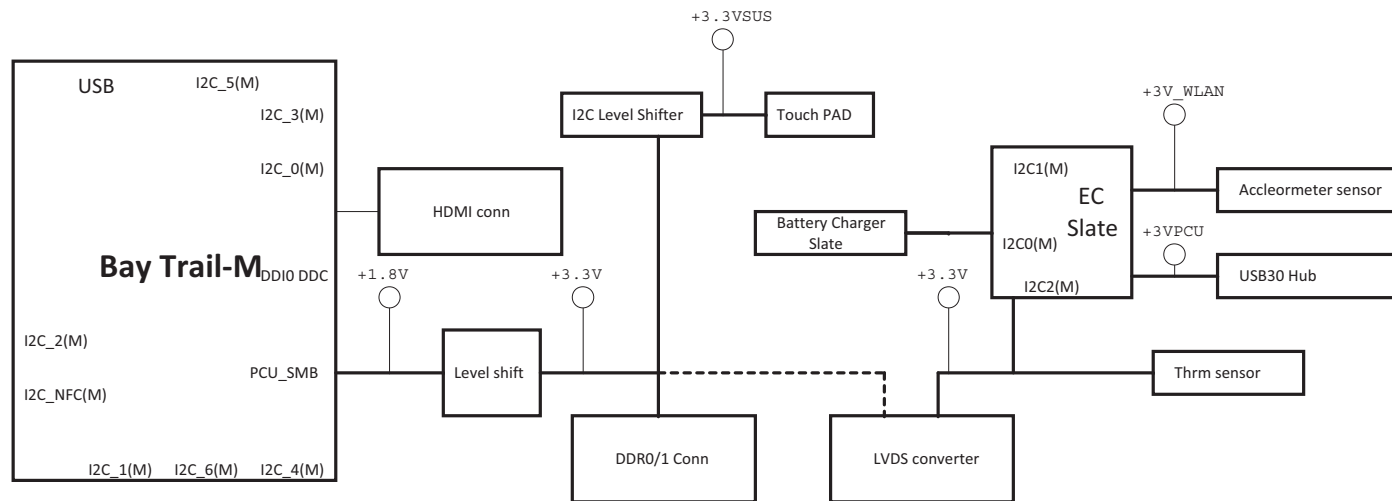 +3.3VSUS
USB
I2C_5(M)
I2C_3(M)
I2C_0(M)
Bay Trail-M
DDI0 DDC
I2C_2(M)
PCU_SMB
I2C_NFC(M)
I2C_1(M)
I2C_6(M)
I2C_4(M)
HDMI conn
+1.8V
Level shift
+3.3V
I2C Level Shifter
Touch PAD
DDR0/1 Conn
LVDS converter
+3.3V
Battery Charger
Slate
I2C1(M)
EC
Slate
I2C0(M)
I2C2(M)
+3V_WLAN
Accleormeter sensor
+3VPCU
USB30 Hub
Thrm sensor